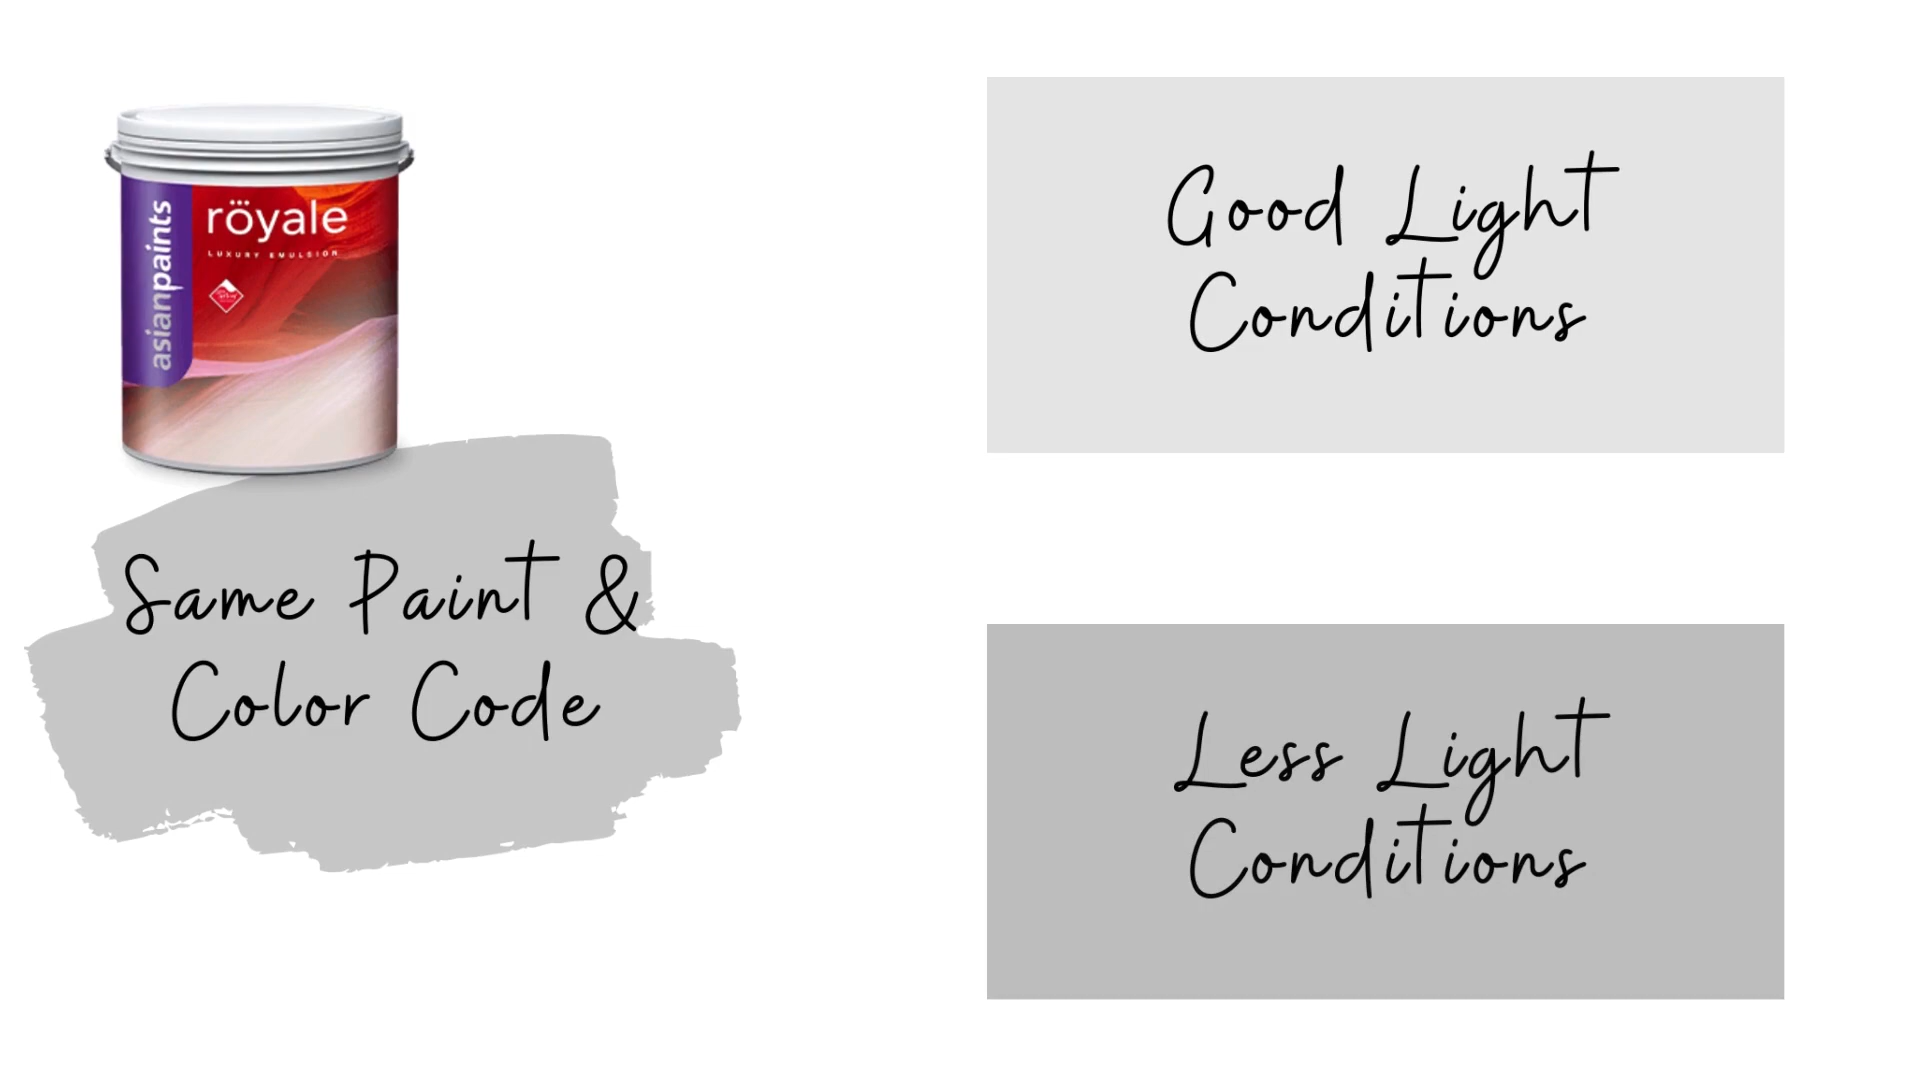 asianpaints
röyale
LUXURY EMULSION
Same Paint &
Color Code
Good Light
Conditions
Less Light
Conditions